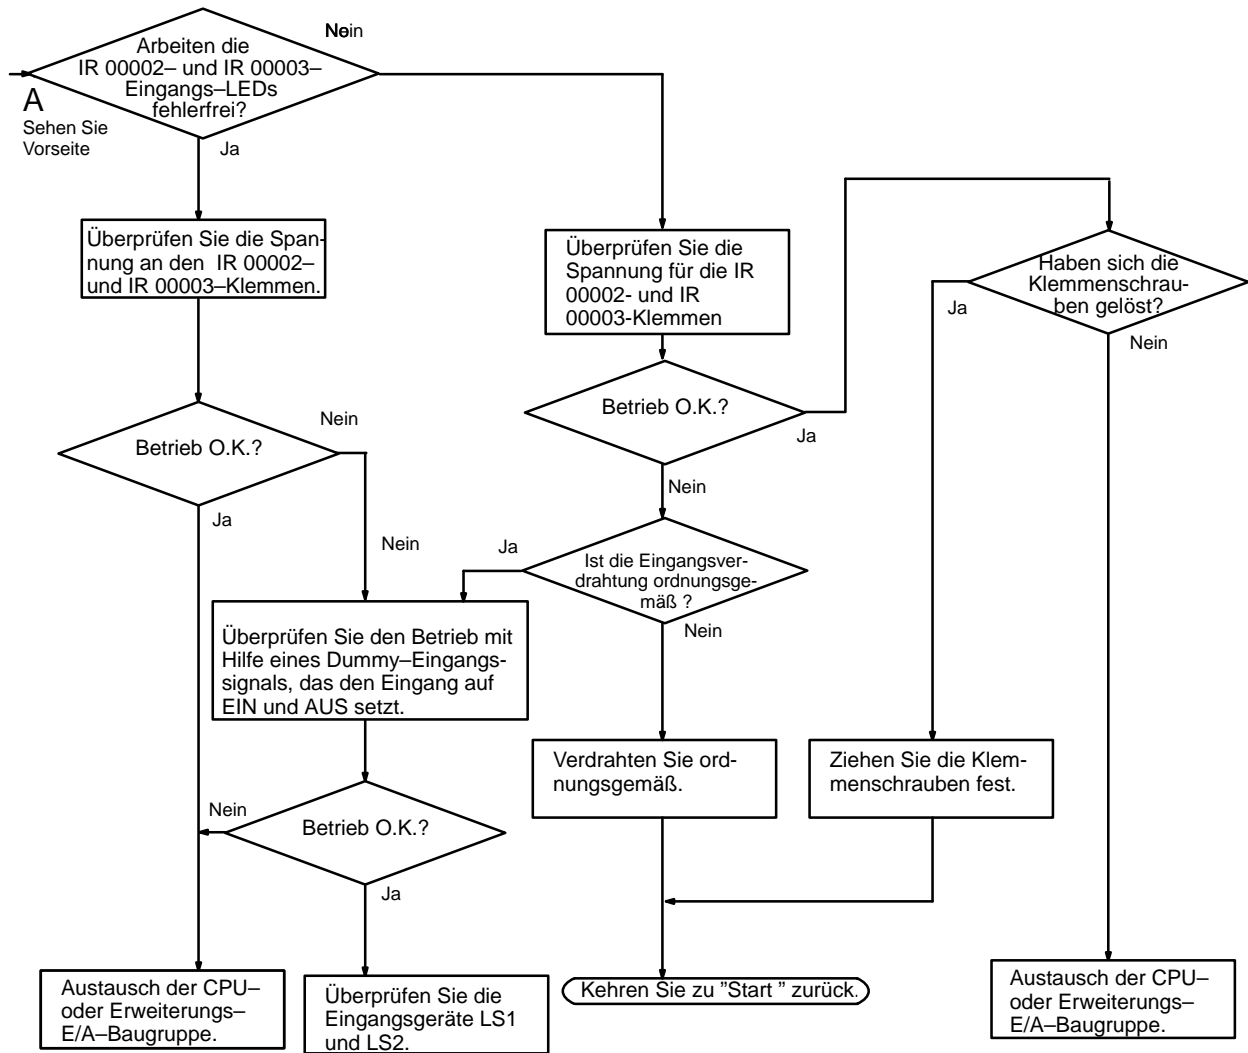 Arbeiten die
IR 00002– und IR 00003–
Eingangs–LEDs
fehlerfrei?
Nein
A
Sehen Sie
Vorseite
Ja
Überprüfen Sie die Span-
nung an den IR 00002–
und IR 00003–Klemmen.
Überprüfen Sie die
Spannung für die IR
00002- und IR
00003-Klemmen
Haben sich die
Klemmenschrau-
ben gelöst?
Ja
Nein
Betrieb O.K.?
Nein
Ja
Betrieb O.K.?
Ja
Nein
Nein
Ja
Ist die Eingangsver-
drahtung ordnungsge-
mäß ?
Nein
Überprüfen Sie den Betrieb mit
Hilfe eines Dummy–Eingangs-
signals, das den Eingang auf
EIN und AUS setzt.
Verdrahten Sie ord-
nungsgemäß.
Ziehen Sie die Klem-
menschrauben fest.
Nein
Betrieb O.K.?
Ja
Austausch der CPU–
oder Erweiterungs–
E/A–Baugruppe.
Überprüfen Sie die
Eingangsgeräte LS1
und LS2.
Kehren Sie zu ”Start ” zurück.
Austausch der CPU–
oder Erweiterungs–
E/A–Baugruppe.